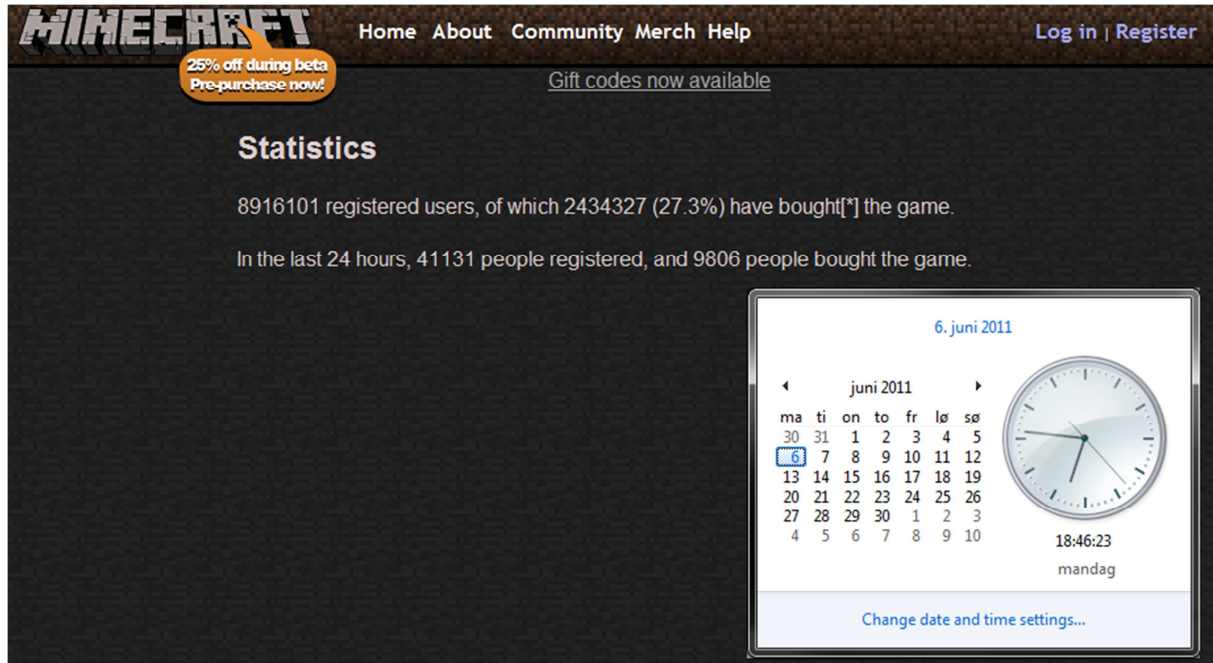 MINECRAFT
Home About Community Merch Help
Log in | Register
25% off during beta
Pre-purchase now!
Gift codes now available
Statistics
8916101 registered users, of which 2434327 (27.3%) have bought[*] the game.
In the last 24 hours, 41131 people registered, and 9806 people bought the game.
6. juni 2011
juni 2011
ma ti on to fr lø sø
30 31 1 2 3 4 5
6 7 8 9 10 11 12
13 14 15 16 17 18 19
20 21 22 23 24 25 26
27 28 29 30 1 2 3
4 5 6 7 8 9 10
18:46:23
mandag
Change date and time settings...